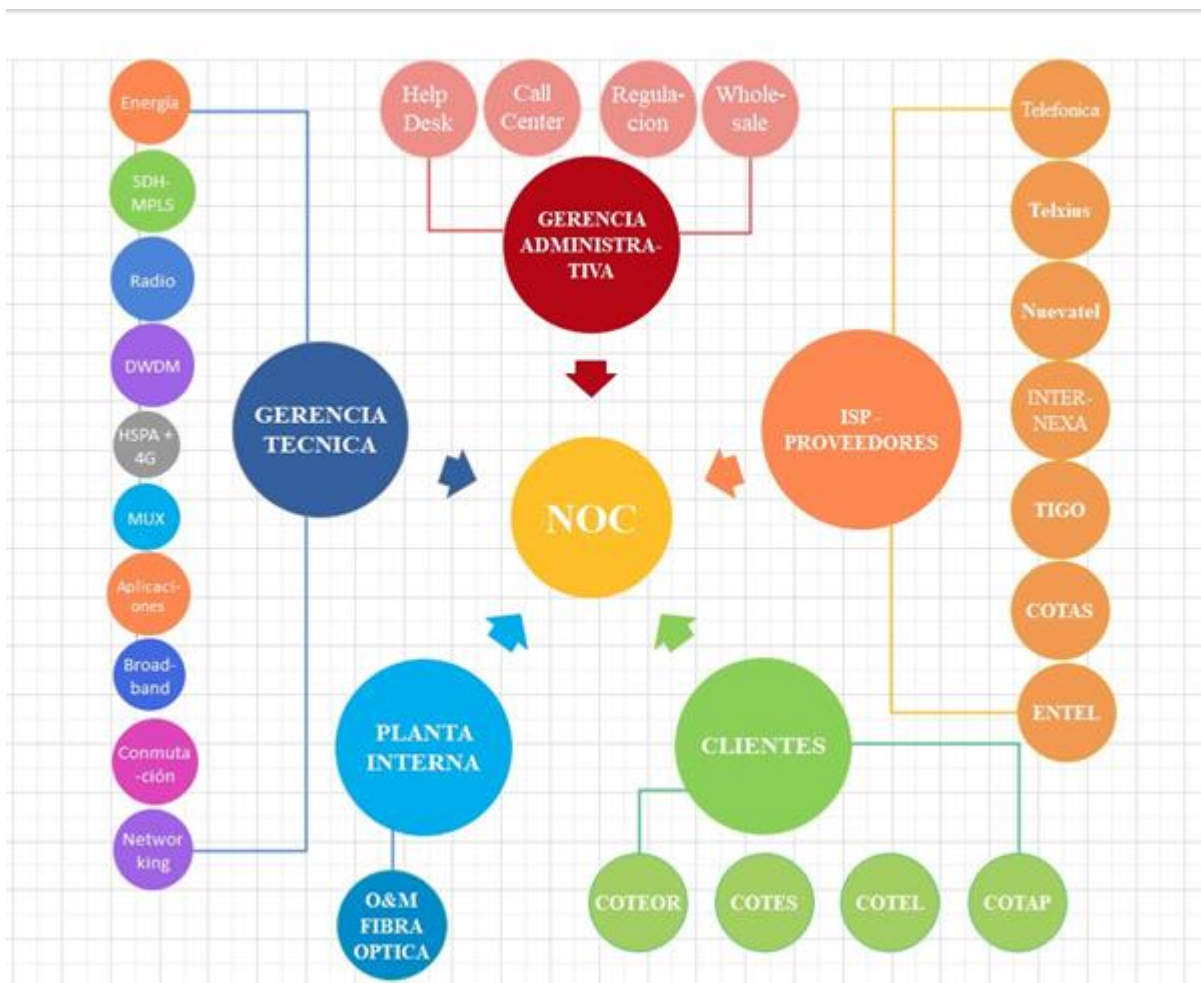 Help
Desk
Call
Center
Regula-
cion
Whole-
sale
GERENCIA
ADMINISTRA-
TIVA
Energía
SDH-
MPLS
Radio
DWDM
HSPA +
4G
MUX
Aplicaci-
ones
Broad-
band
Conmuta
-ción
Networ
king
GERENCIA
TECNICA
NOC
ISP -
PROVEEDORES
Telefonica
Telxius
Nuevatel
INTER-
NEXA
TIGO
COTAS
ENTEL
PLANTA
INTERNA
O&M
FIBRA
OPTICA
CLIENTES
COTEOR
COTES
COTEL
COTAP